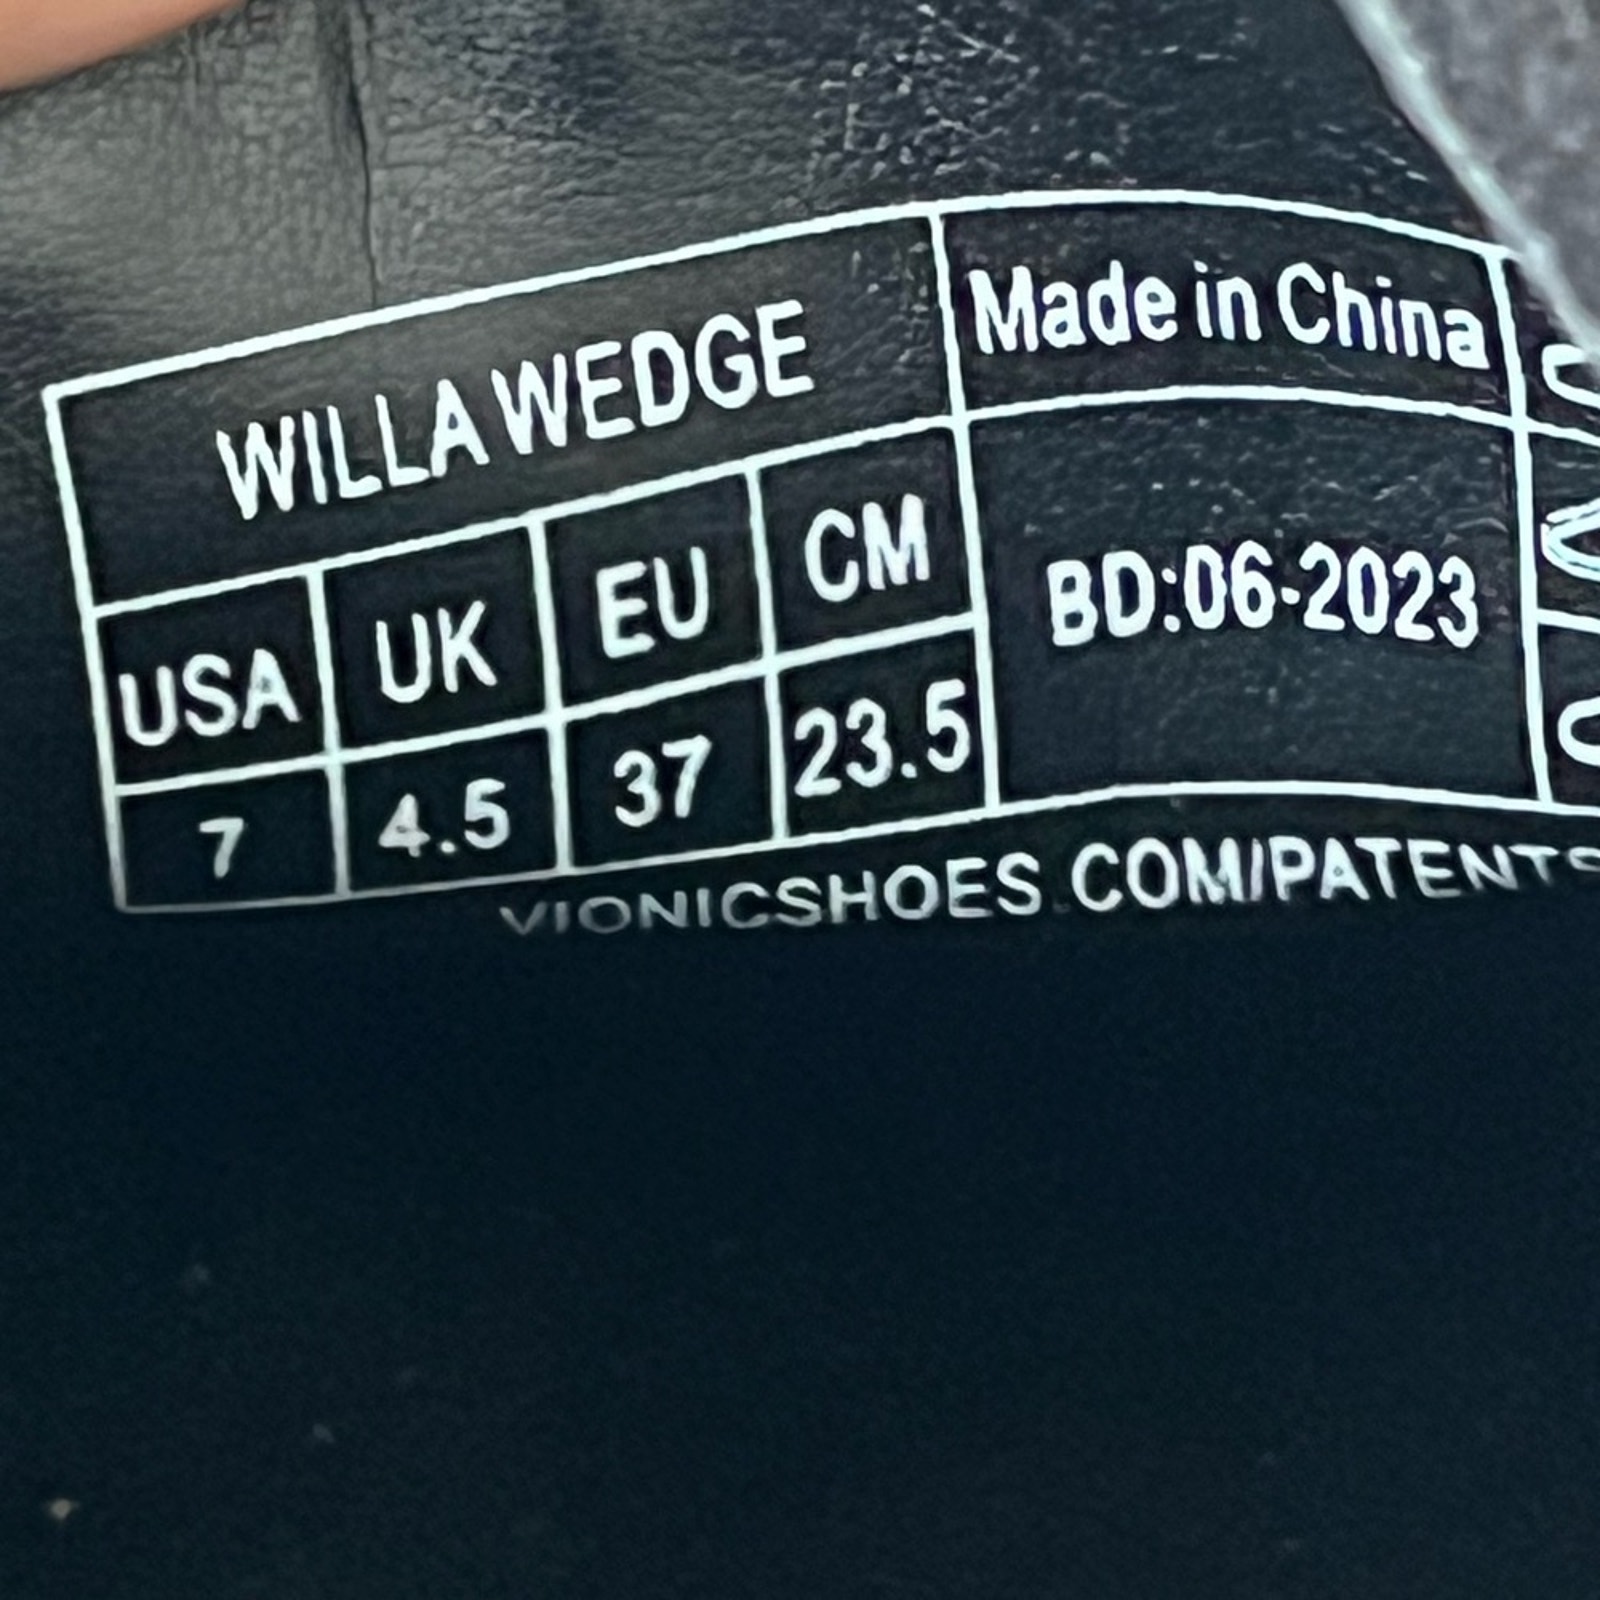 WILLA WEDGE
Made in China
USA UK EU CM
7 4.5 37 23.5
BD:06-2023
VIONICSHOES.COM/PATENTS